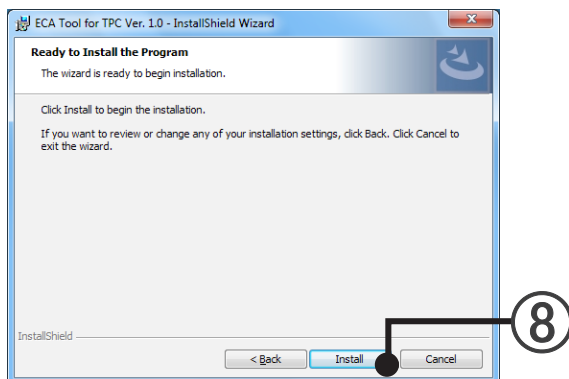 ECA Tool for TPC Ver. 1.0 - InstallShield Wizard
Ready to Install the Program
The wizard is ready to begin installation.
Click Install to begin the installation.
If you want to review or change any of your installation settings, click Back. Click Cancel to
exit the wizard.
InstallShield
< Back Install Cancel
8